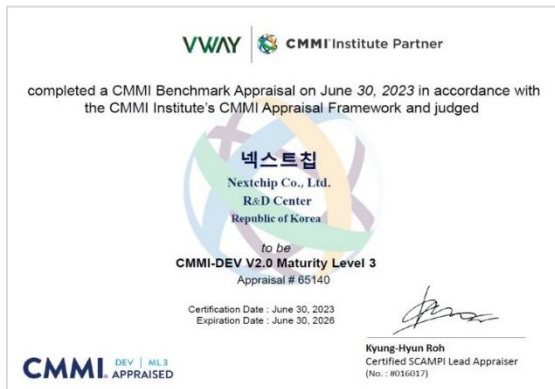 VWAY CMMI Institute Partner
completed a CMMI Benchmark Appraisal on June 30, 2023 in accordance with
the CMMI Institute's CMMI Appraisal Framework and judged
넥스트칩
Nextchip Co., Ltd.
R&D Center
Republic of Korea
to be
CMMI-DEV V2.0 Maturity Level 3
Appraisal # 65140
Certification Date : June 30, 2023
Expiration Date : June 30, 2026
Kyung-Hyun Roh
Certified SCAMPI Lead Appraiser
(No. : #016017)
CMMI DEV | ML3
APPRAISED